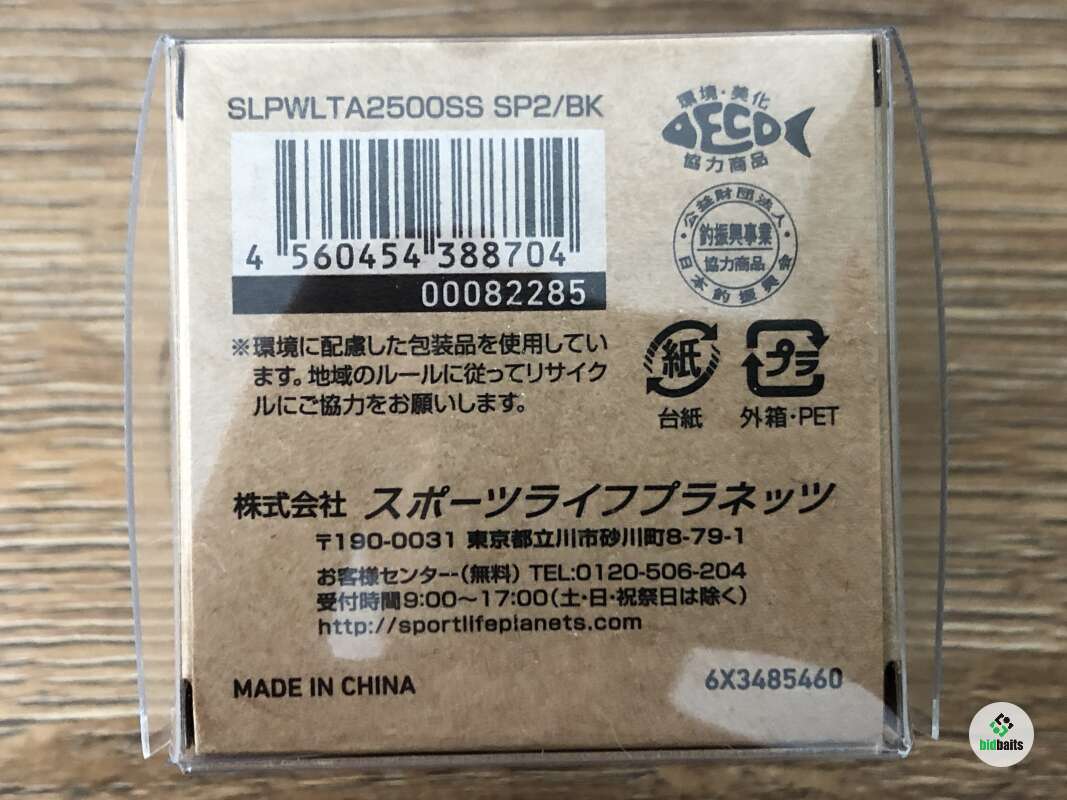 SLPWLTA2500SS SP2/BK
環境・美化
ECO
協力商品
4 560454 388704
00082285
公益財団法人
釣振興事業
協力商品
日本釣振興会
※環境に配慮した包装品を使用してい
ます。地域のルールに従ってリサイク
ルにご協力をお願いします。
紙
プラ
台紙
外箱・PET
株式会社 スポーツライフプラネッツ
〒190-0031 東京都立川市砂川町8-79-1
お客様センター(無料) TEL:0120-506-204
受付時間9:00〜17:00(土・日・祝祭日は除く)
http://sportlifeplanets.com
MADE IN CHINA
6X3485460
bidbaits